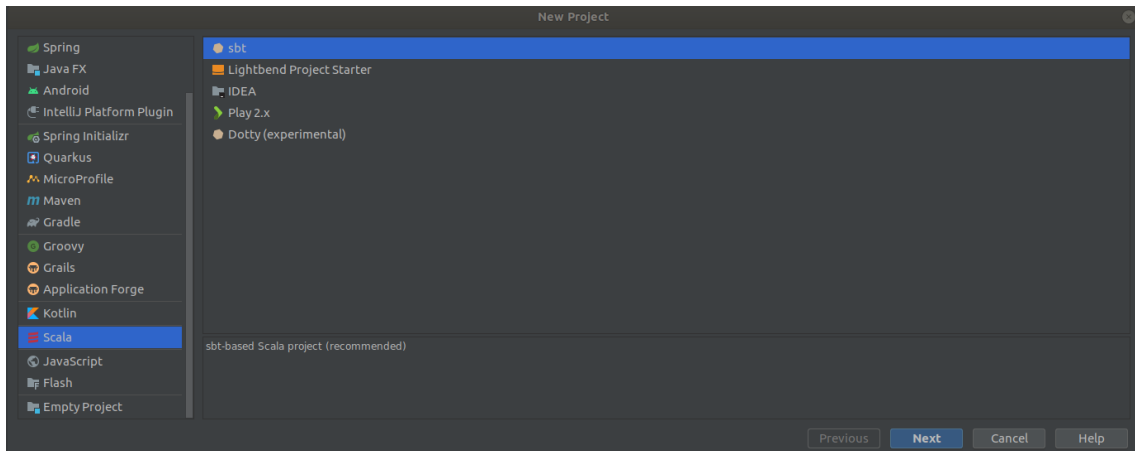 New Project
Spring
Java FX
Android
IntelliJ Platform Plugin
Spring Initializr
Quarkus
MicroProfile
Maven
Gradle
Groovy
Grails
Application Forge
Kotlin
Scala
JavaScript
Flash
Empty Project
sbt
Lightbend Project Starter
IDEA
Play 2.x
Dotty (experimental)
sbt-based Scala project (recommended)
Previous Next Cancel Help